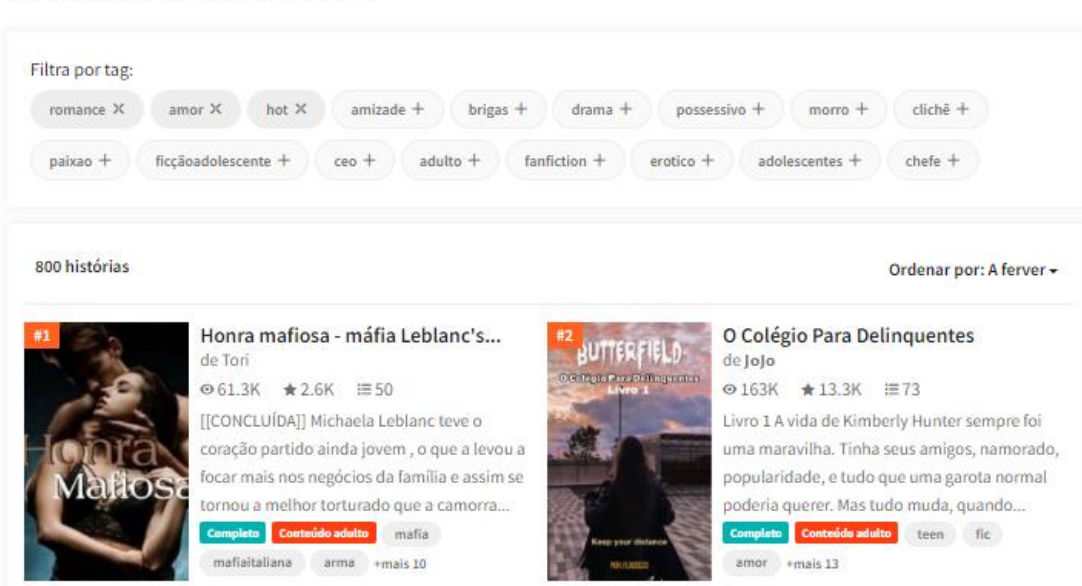 Filtra por tag:
romance × amor × hot × amizade + brigas + drama + possessivo + morro + clichê +
paixao + ficçãoadolescente + ceo + adulto + fanfiction + erotico + adolescentes + chefe +
800 histórias
Ordenar por: A ferver
#1
Honra
Mafiosa
Honra mafiosa - máfia Leblanc's...
de Tori
61.3K 2.6K 50
[[CONCLUÍDA]] Michaela Leblanc teve o
coração partido ainda jovem , o que a levou a
focar mais nos negócios da família e assim se
tornou a melhor torturado que a camorra...
Completo Conteúdo adulto mafia
mafiaitaliana arma +mais 10
#2
BUTTERFIELD
O Colégio Para Delinquentes
Livro 1
Keep your distance
O Colégio Para Delinquentes
de JoJo
163K 13.3K 73
Livro 1 A vida de Kimberly Hunter sempre foi
uma maravilha. Tinha seus amigos, namorado,
popularidade, e tudo que uma garota normal
poderia querer. Mas tudo muda, quando...
Completo Conteúdo adulto teen fic
amor +mais 13